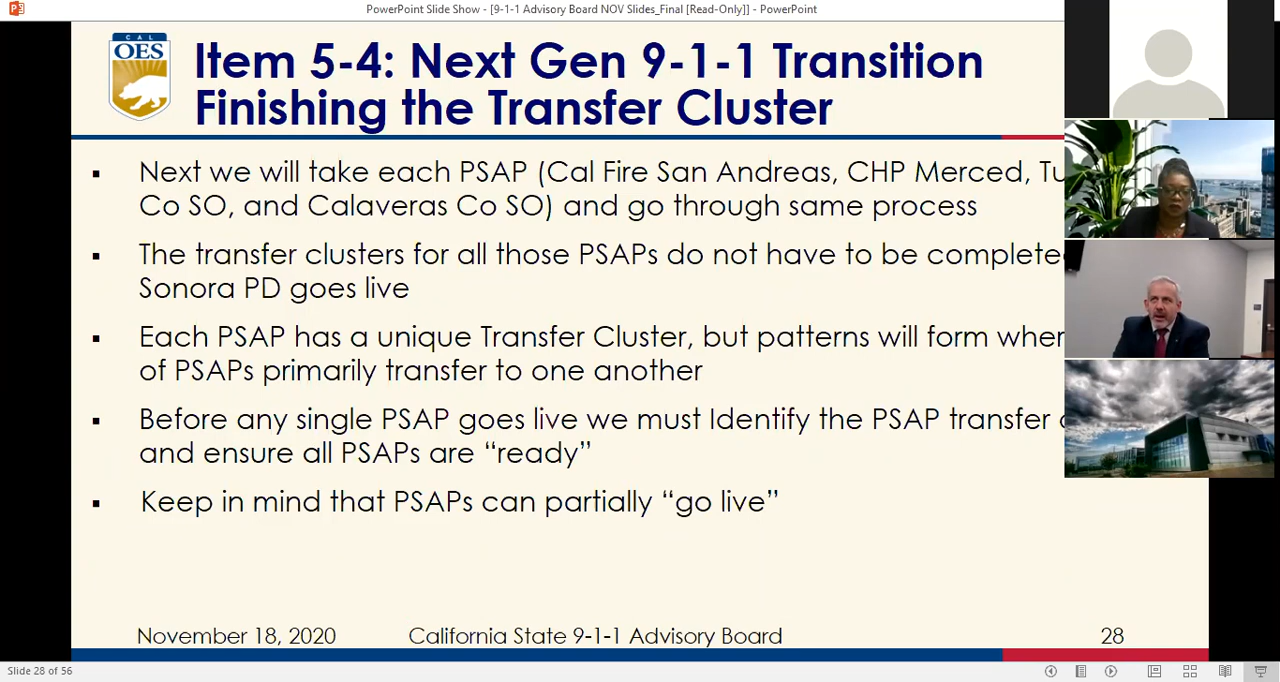 PowerPoint Slide Show - [9-1-1 Advisory Board NOV Slides_Final [Read-Only]] - PowerPoint
CAL
OES
Item 5-4: Next Gen 9-1-1 Transition
Finishing the Transfer Cluster
▪ Next we will take each PSAP (Cal Fire San Andreas, CHP Merced,
Co SO, and Calaveras Co SO) and go through same process
▪ The transfer clusters for all those PSAPs do not have to be
Sonora PD goes live
▪ Each PSAP has a unique Transfer Cluster, but patterns will form
of PSAPs primarily transfer to one another
▪ Before any single PSAP goes live we must Identify the PSAP transfer
and ensure all PSAPs are “ready”
▪ Keep in mind that PSAPs can partially “go live”
November 18, 2020 California State 9-1-1 Advisory Board 28
Slide 28 of 56